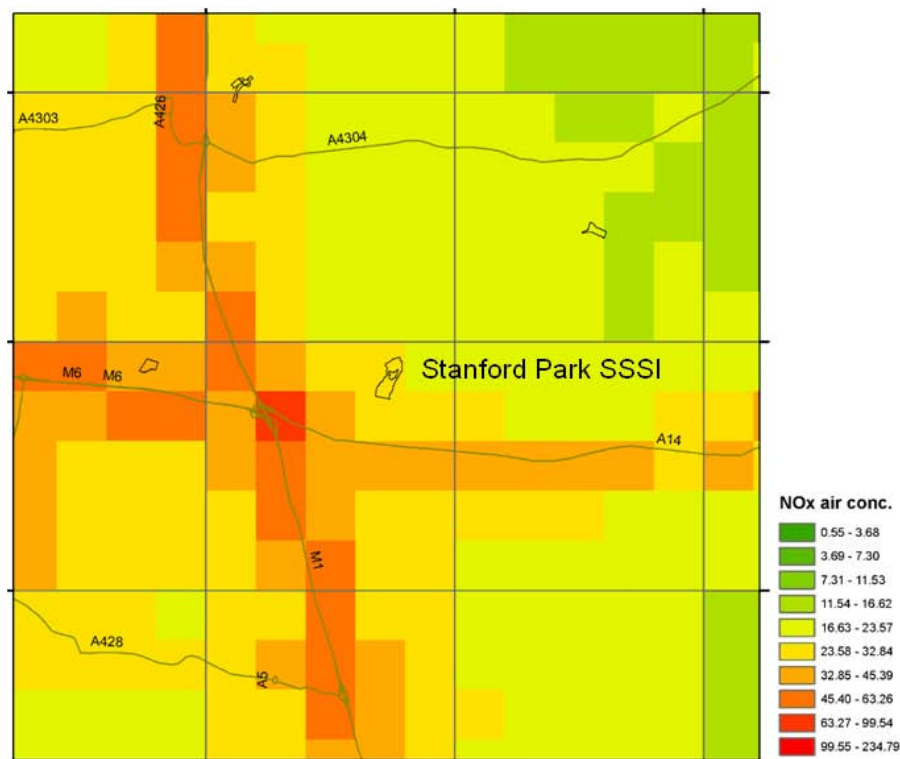 A4303
A426
A4304
Stanford Park SSSI
M6
M6
A14
M1
A428
A5
NOx air conc.
0.55 - 3.68
3.69 - 7.30
7.31 - 11.53
11.54 - 16.62
16.63 - 23.57
23.58 - 32.84
32.85 - 45.39
45.40 - 63.26
63.27 - 99.54
99.55 - 234.79